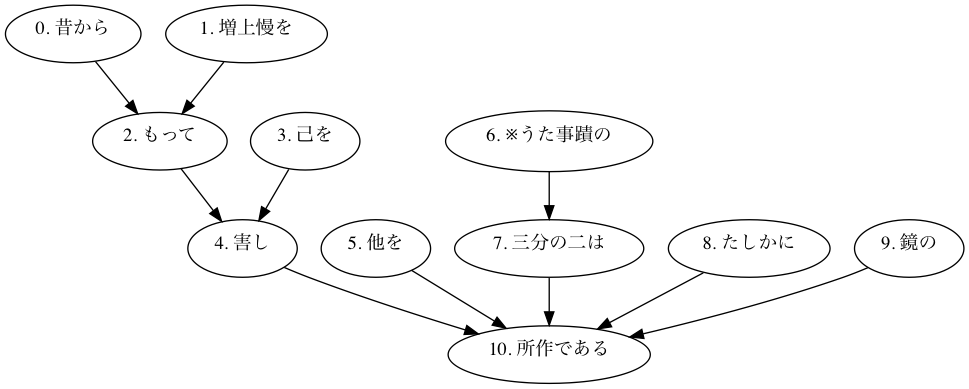 0. 昔から
1. 増上慢を
2. もって
3. 己を
6. ※うた事蹟の
4. 害し
5. 他を
7. 三分の二は
8. たしかに
9. 鏡の
10. 所作である